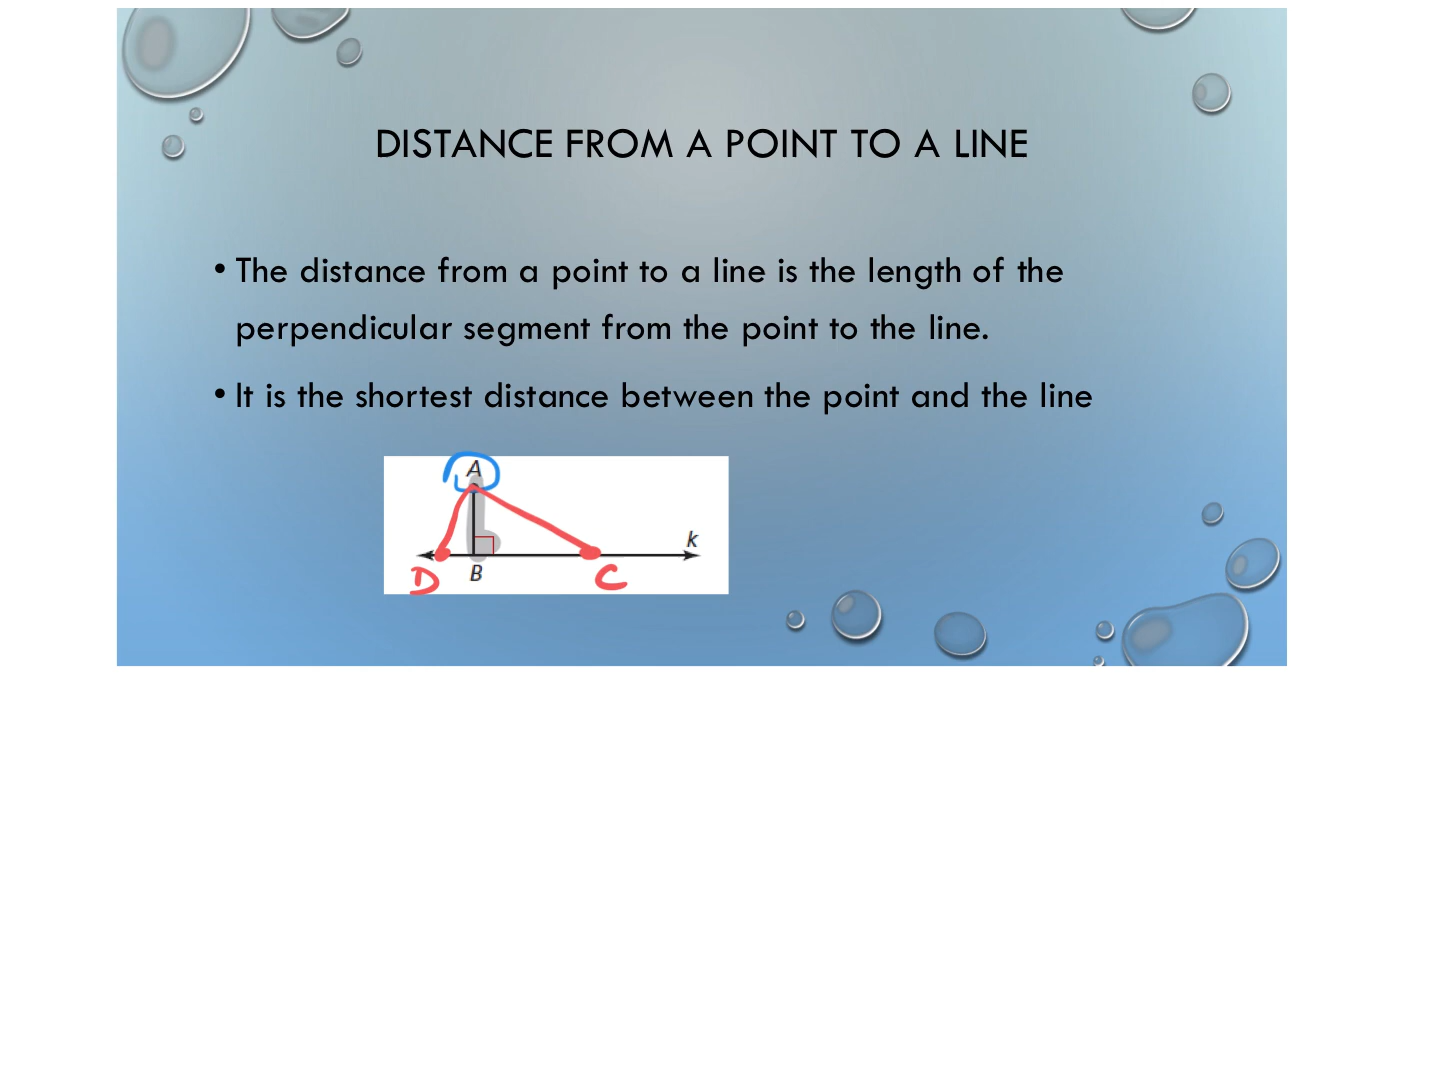 DISTANCE FROM A POINT TO A LINE
• The distance from a point to a line is the length of the
perpendicular segment from the point to the line.
• It is the shortest distance between the point and the line
A
k
D B C